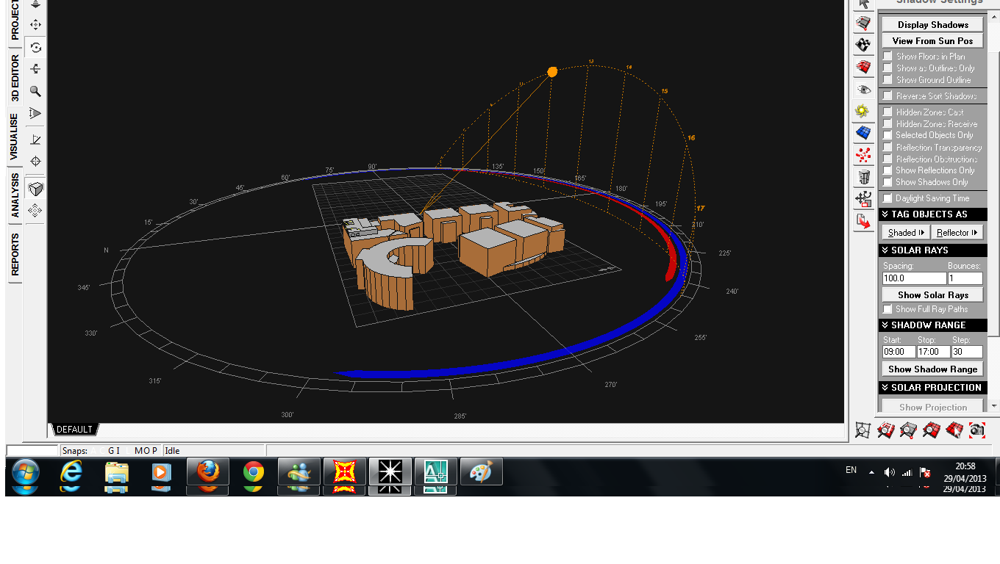 PROJECT
3D EDITOR
VISUALISE
ANALYSIS
REPORTS
Shadow Settings
Display Shadows
View From Sun Pos
Show Floors in Plan
Show as Outlines Only
Show Ground Outline
Reverse Sort Shadows
Hidden Zones Cast
Hidden Zones Receive
Selected Objects Only
Reflection Transparency
Reflection Obstructions
Show Reflections Only
Show Shadows Only
Daylight Saving Time
TAG OBJECTS AS
Shaded Reflector
SOLAR RAYS
Spacing: Bounces:
100.0 1
Show Solar Rays
Show Full Ray Paths
SHADOW RANGE
Start: Stop: Step:
09:00 17:00 30
Show Shadow Range
SOLAR PROJECTION
Show Projection
13
14
15
16
17
N
15'
30'
45'
60'
75'
90'
135'
150'
165'
180'
195'
210'
225'
240'
255'
270'
285'
300'
315'
330'
345'
DEFAULT
Snaps: G I M O P Idle
EN
20:58
29/04/2013
29/04/2013